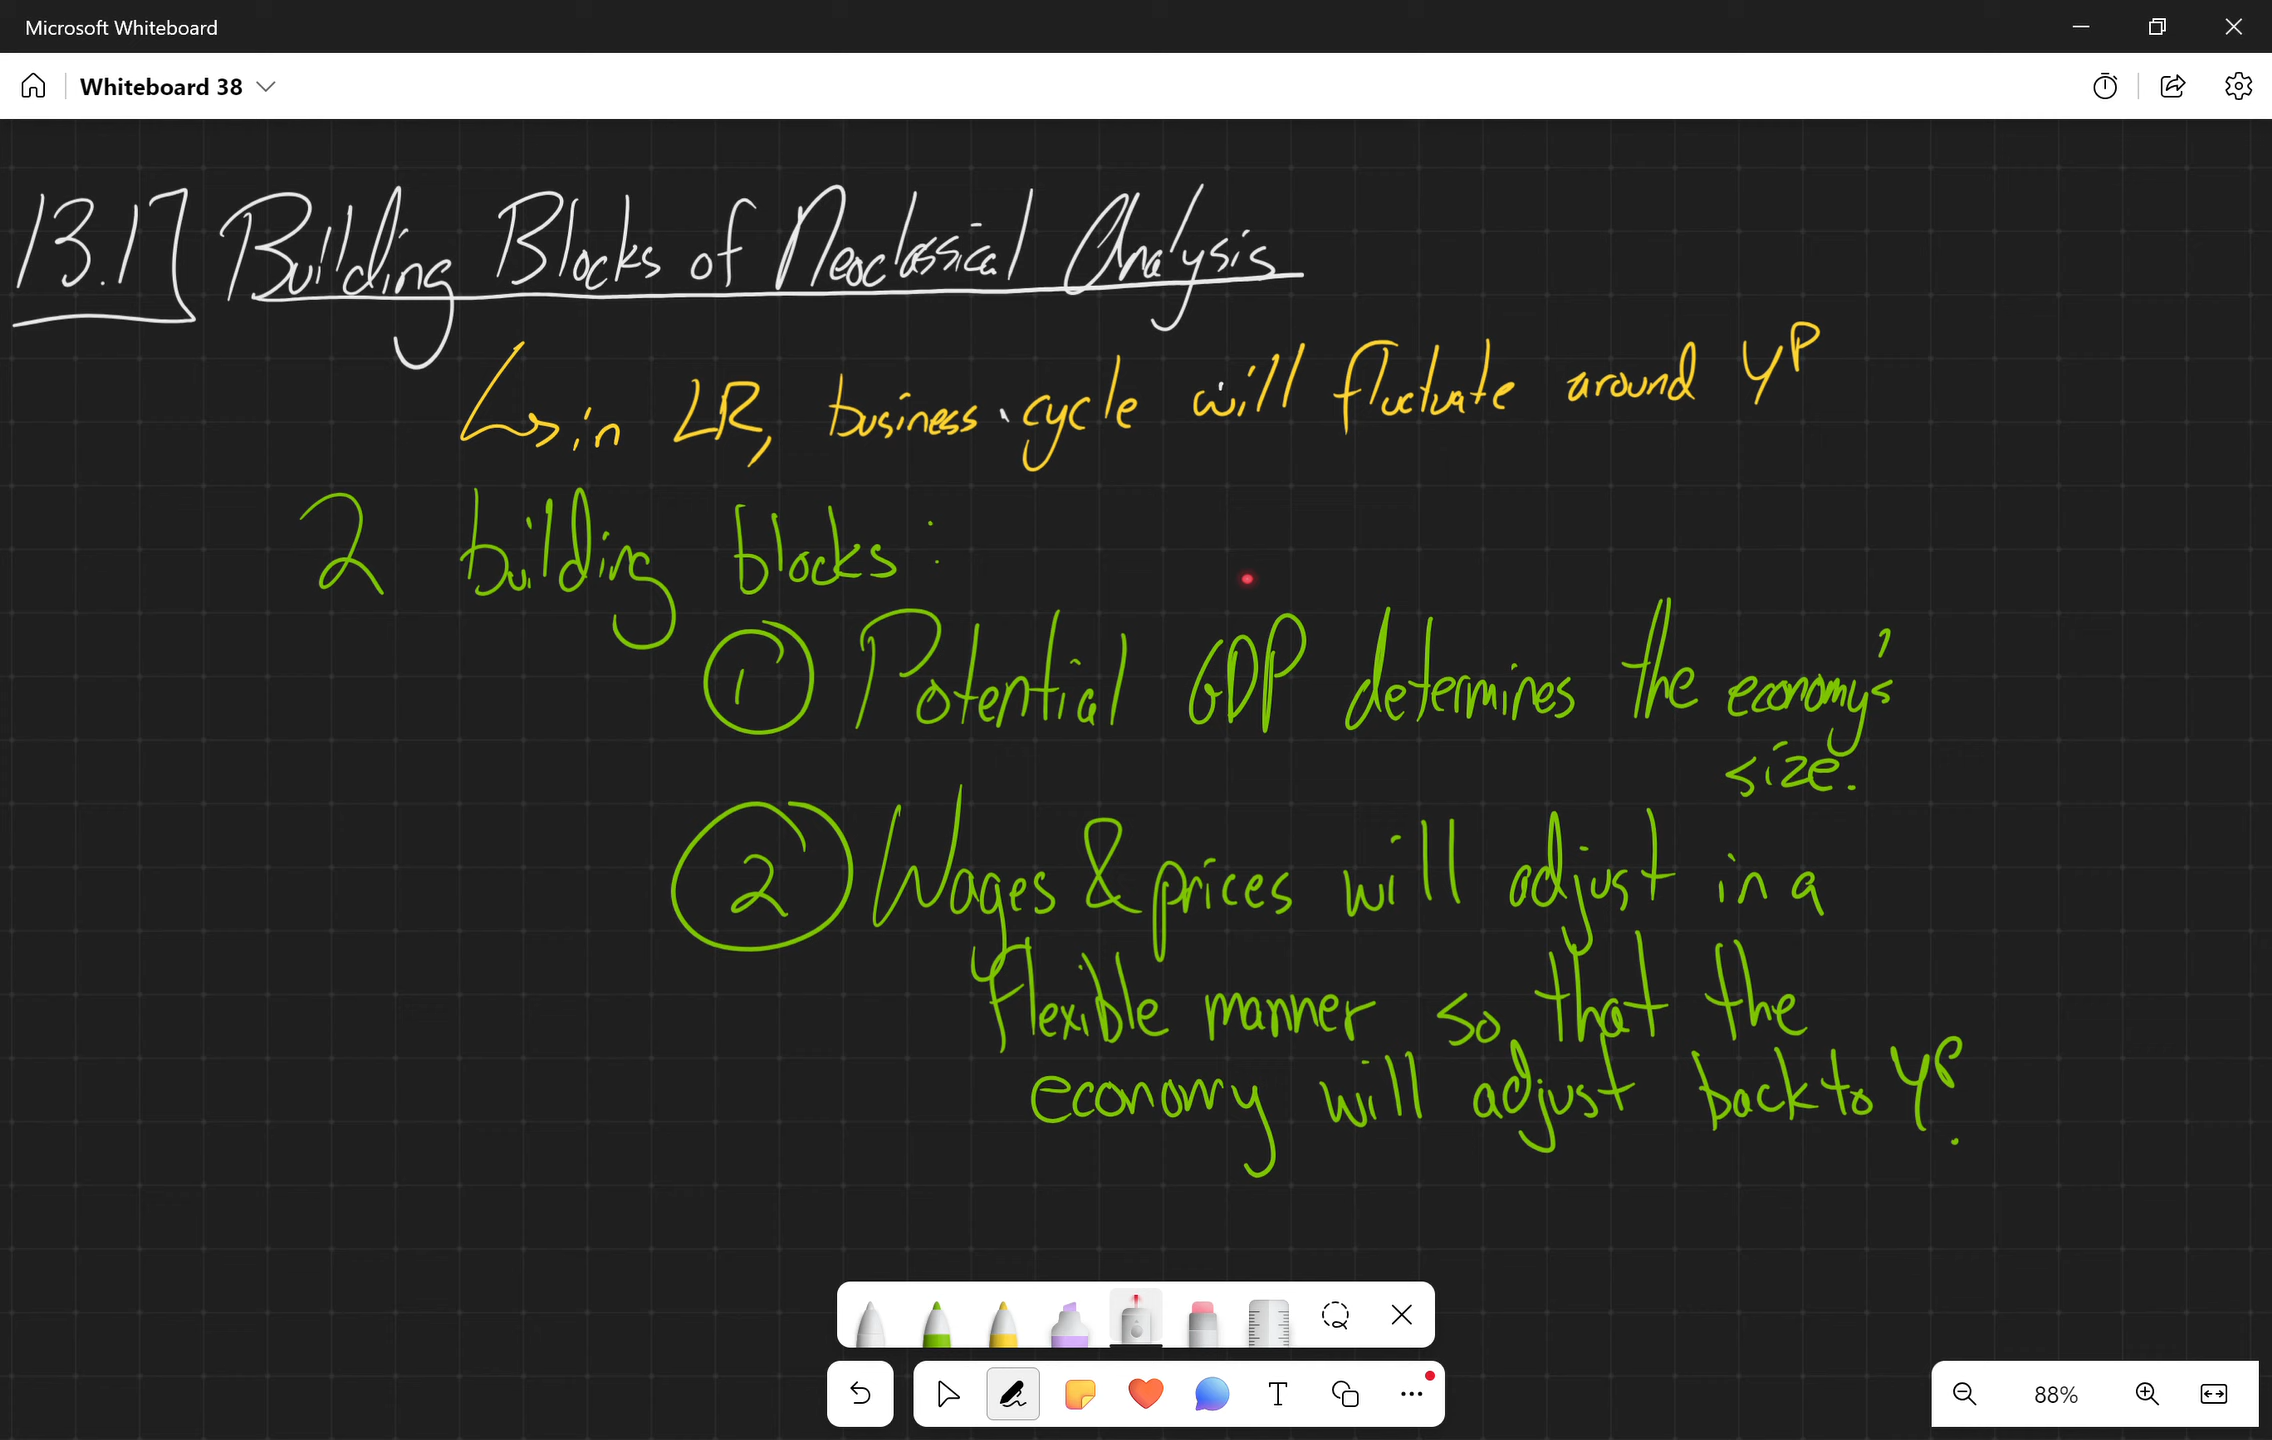 Microsoft Whiteboard
Whiteboard 38
13.1] Building Blocks of Neoclassical Analysis
↳ in LR, business cycle will fluctuate around Yᴾ
2 building blocks:
① Potential GDP determines the economy's
size.
② Wages & prices will adjust in a
flexible manner so that the
economy will adjust back to Yᴾ.
88%